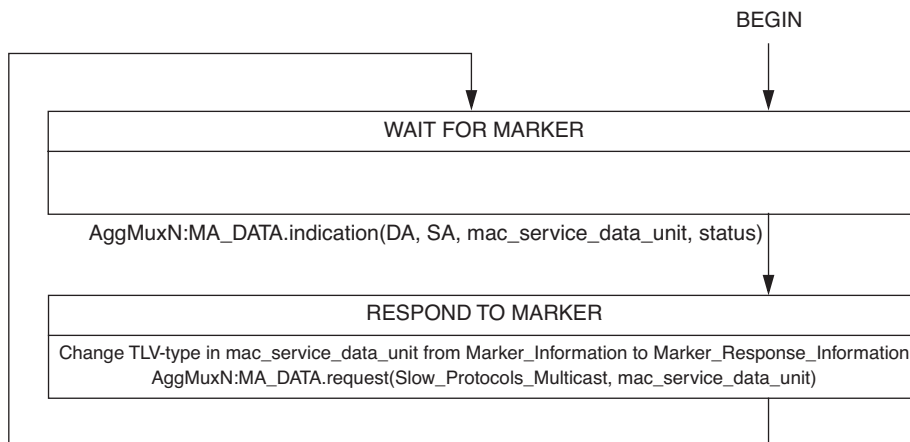 BEGIN
WAIT FOR MARKER
AggMuxN:MA_DATA.indication(DA, SA, mac_service_data_unit, status)
RESPOND TO MARKER
Change TLV-type in mac_service_data_unit from Marker_Information to Marker_Response_Information
AggMuxN:MA_DATA.request(Slow_Protocols_Multicast, mac_service_data_unit)